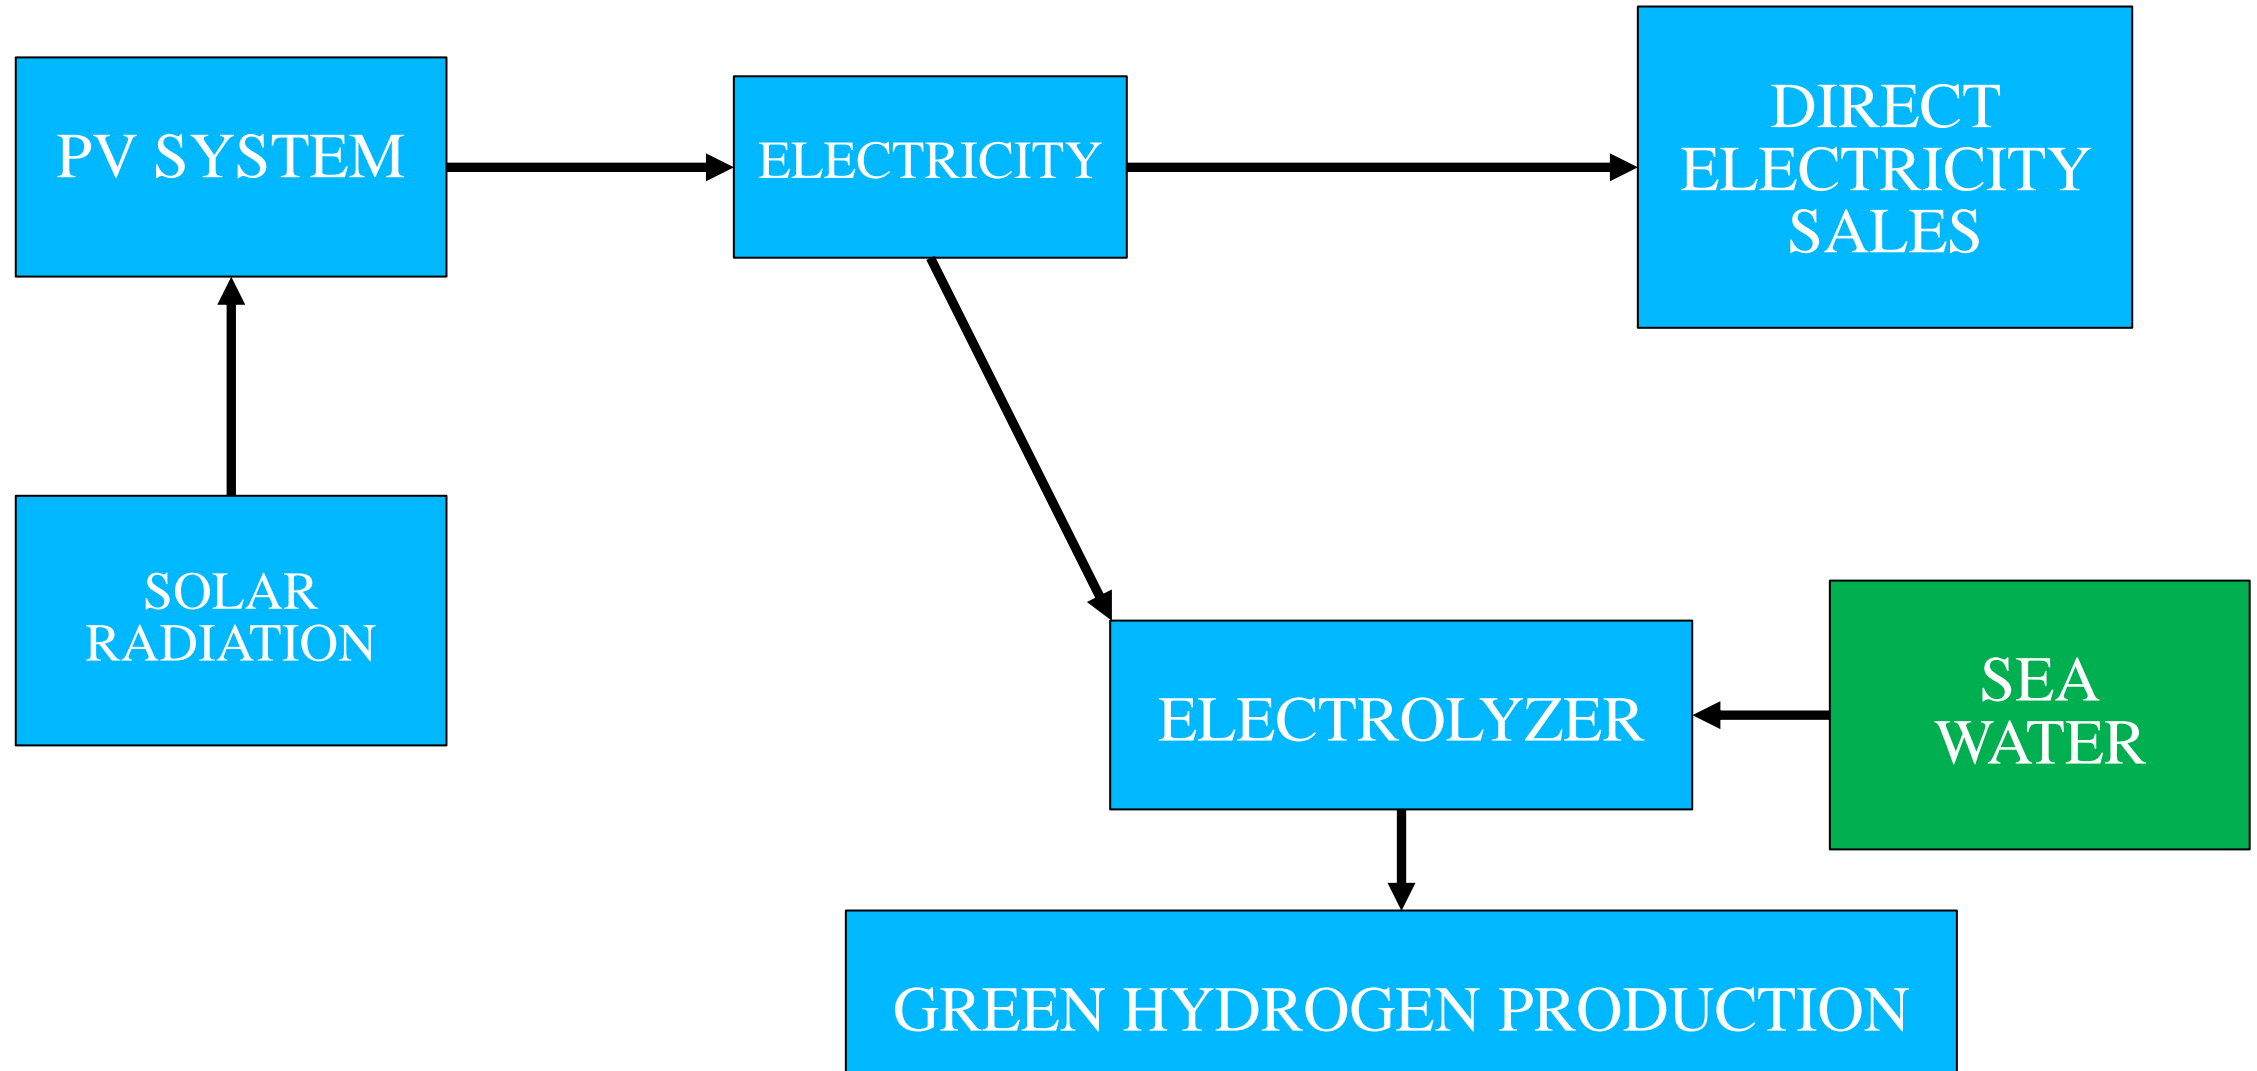 PV SYSTEM
ELECTRICITY
DIRECT
ELECTRICITY
SALES
SOLAR
RADIATION
ELECTROLYZER
SEA
WATER
GREEN HYDROGEN PRODUCTION